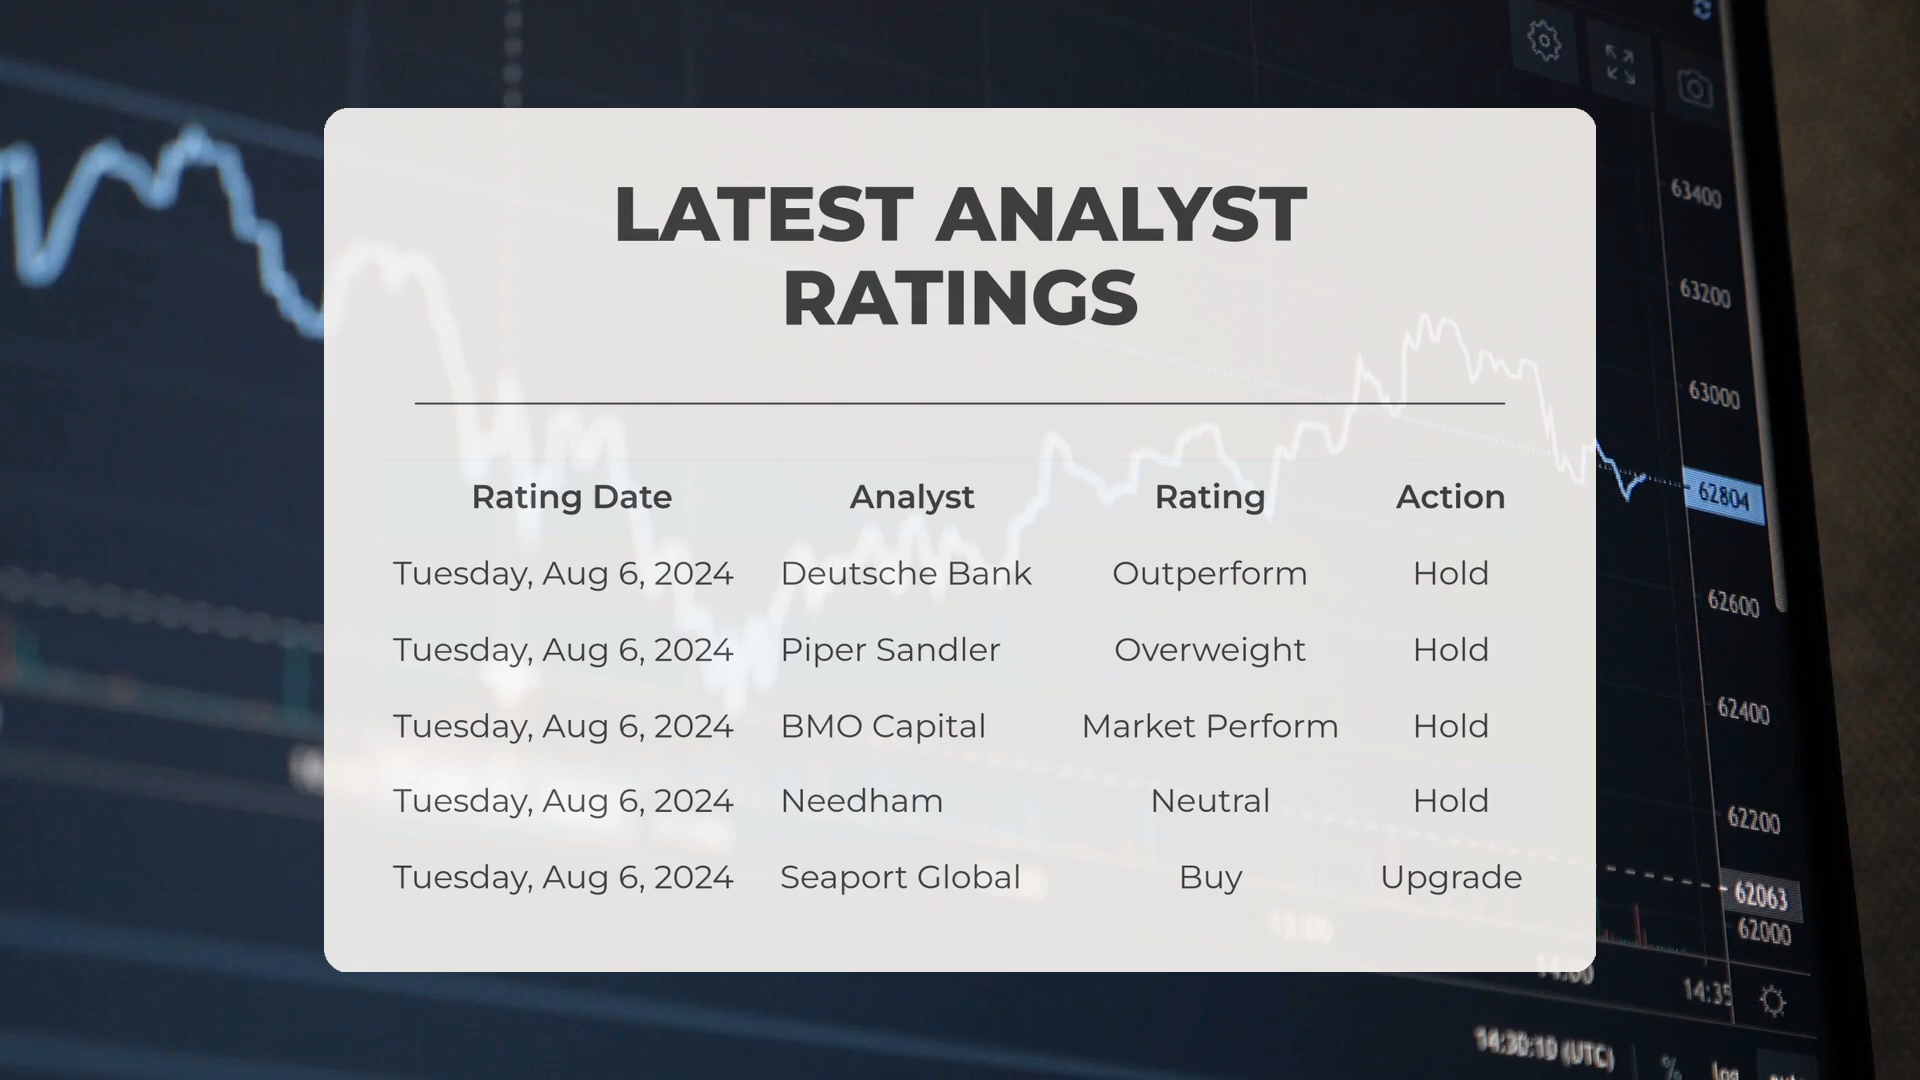 LATEST ANALYST
RATINGS
Rating Date Analyst Rating Action
Tuesday, Aug 6, 2024 Deutsche Bank Outperform Hold
Tuesday, Aug 6, 2024 Piper Sandler Overweight Hold
Tuesday, Aug 6, 2024 BMO Capital Market Perform Hold
Tuesday, Aug 6, 2024 Needham Neutral Hold
Tuesday, Aug 6, 2024 Seaport Global Buy Upgrade
63400
63200
63000
62804
62600
62400
62200
62063
62000
14:00
14:35
14:30:10 (UTC)
%
log